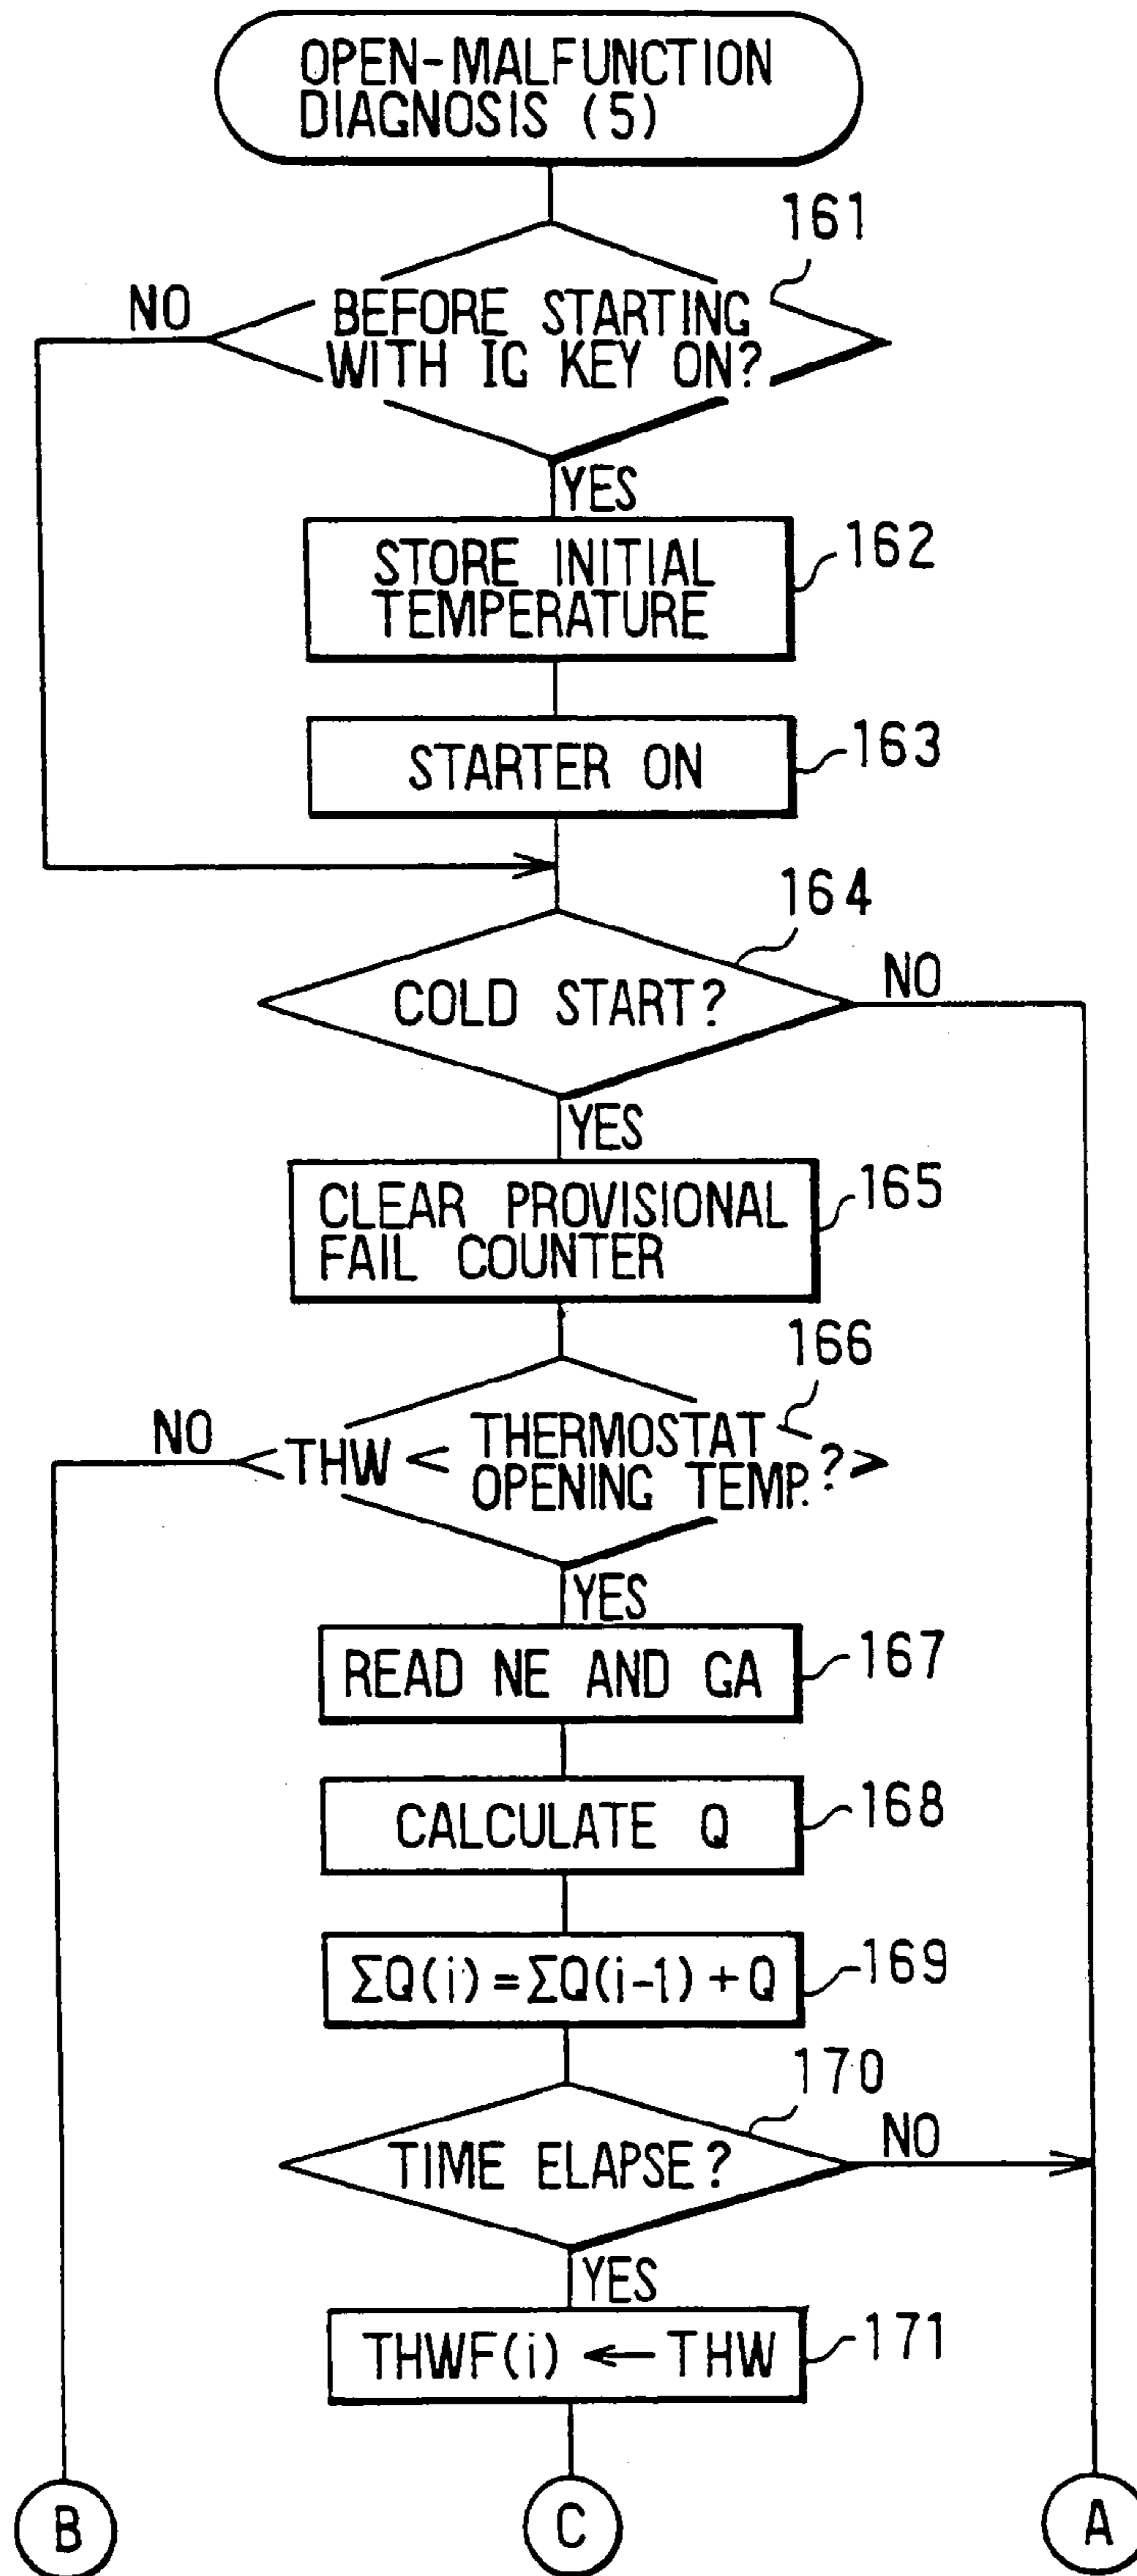 OPEN-MALFUNCTION
DIAGNOSIS (5)
161
NO
BEFORE STARTING
WITH IG KEY ON?
YES
STORE INITIAL
TEMPERATURE
162
STARTER ON
163
164
COLD START?
NO
YES
CLEAR PROVISIONAL
FAIL COUNTER
165
166
NO
THW < THERMOSTAT
OPENING TEMP. ?
YES
READ NE AND GA
167
CALCULATE Q
168
ΣQ(i) = ΣQ(i-1) + Q
169
170
TIME ELAPSE?
NO
YES
THWF(i) ← THW
171
B
C
A